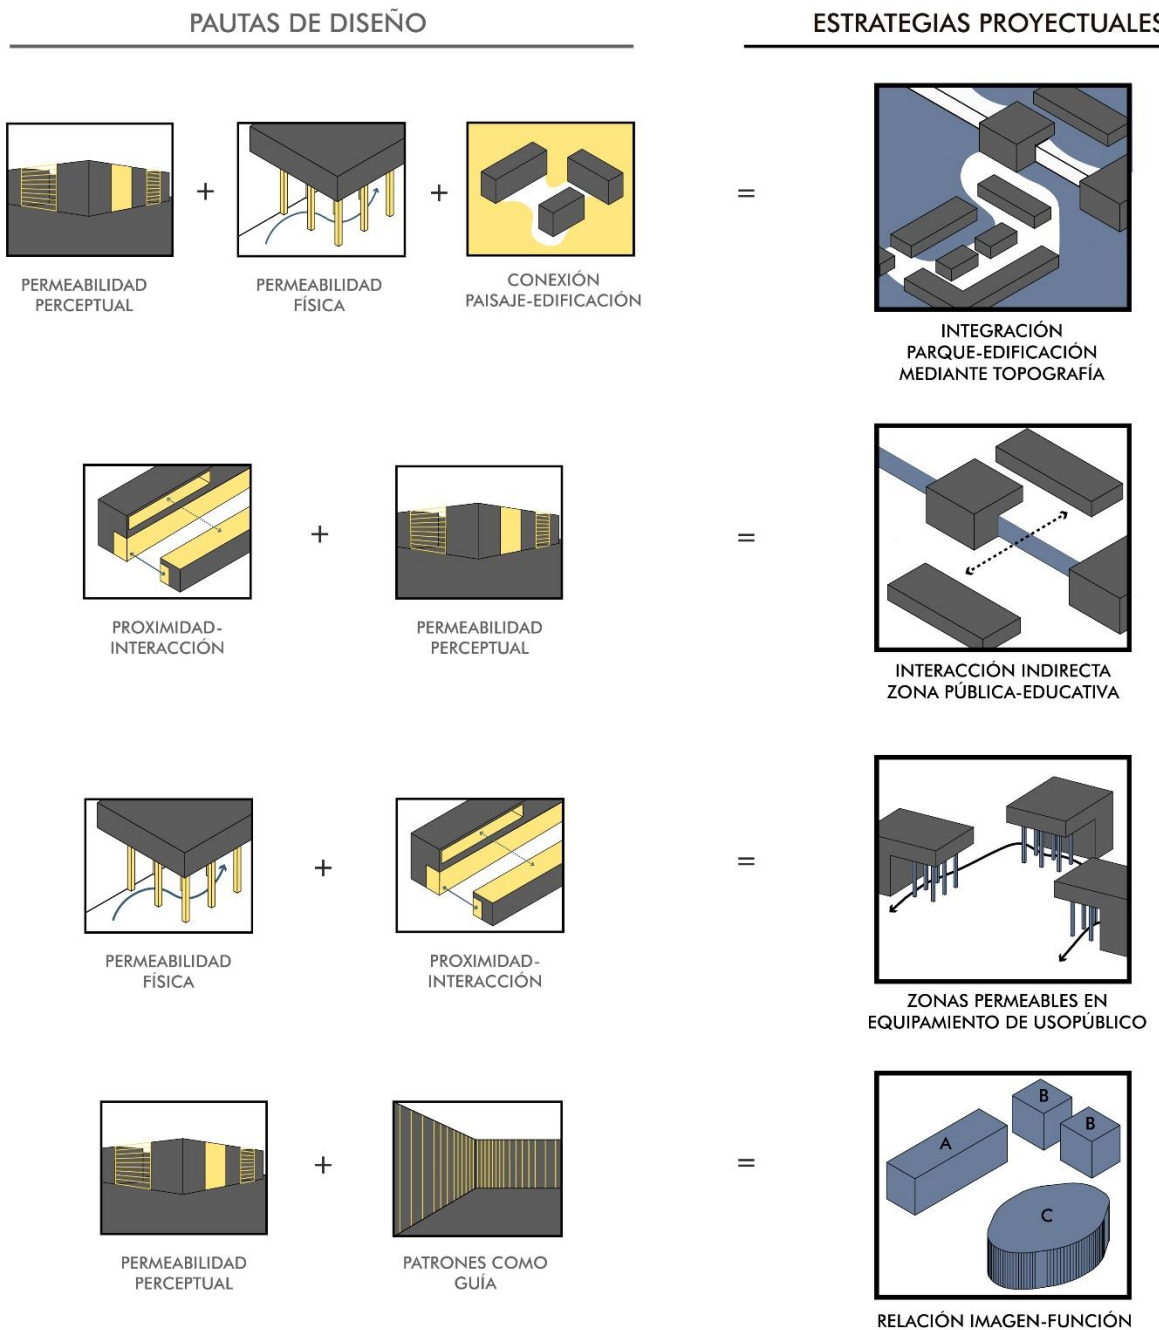 PAUTAS DE DISEÑO
ESTRATEGIAS PROYECTUALES
+
+
=
PERMEABILIDAD
PERCEPTUAL
PERMEABILIDAD
FÍSICA
CONEXIÓN
PAISAJE-EDIFICACIÓN
INTEGRACIÓN
PARQUE-EDIFICACIÓN
MEDIANTE TOPOGRAFÍA
+
=
PROXIMIDAD-
INTERACCIÓN
PERMEABILIDAD
PERCEPTUAL
INTERACCIÓN INDIRECTA
ZONA PÚBLICA-EDUCATIVA
+
=
PERMEABILIDAD
FÍSICA
PROXIMIDAD-
INTERACCIÓN
ZONAS PERMEABLES EN
EQUIPAMIENTO DE USOPÚBLICO
+
=
A
B
B
C
PERMEABILIDAD
PERCEPTUAL
PATRONES COMO
GUÍA
RELACIÓN IMAGEN-FUNCIÓN